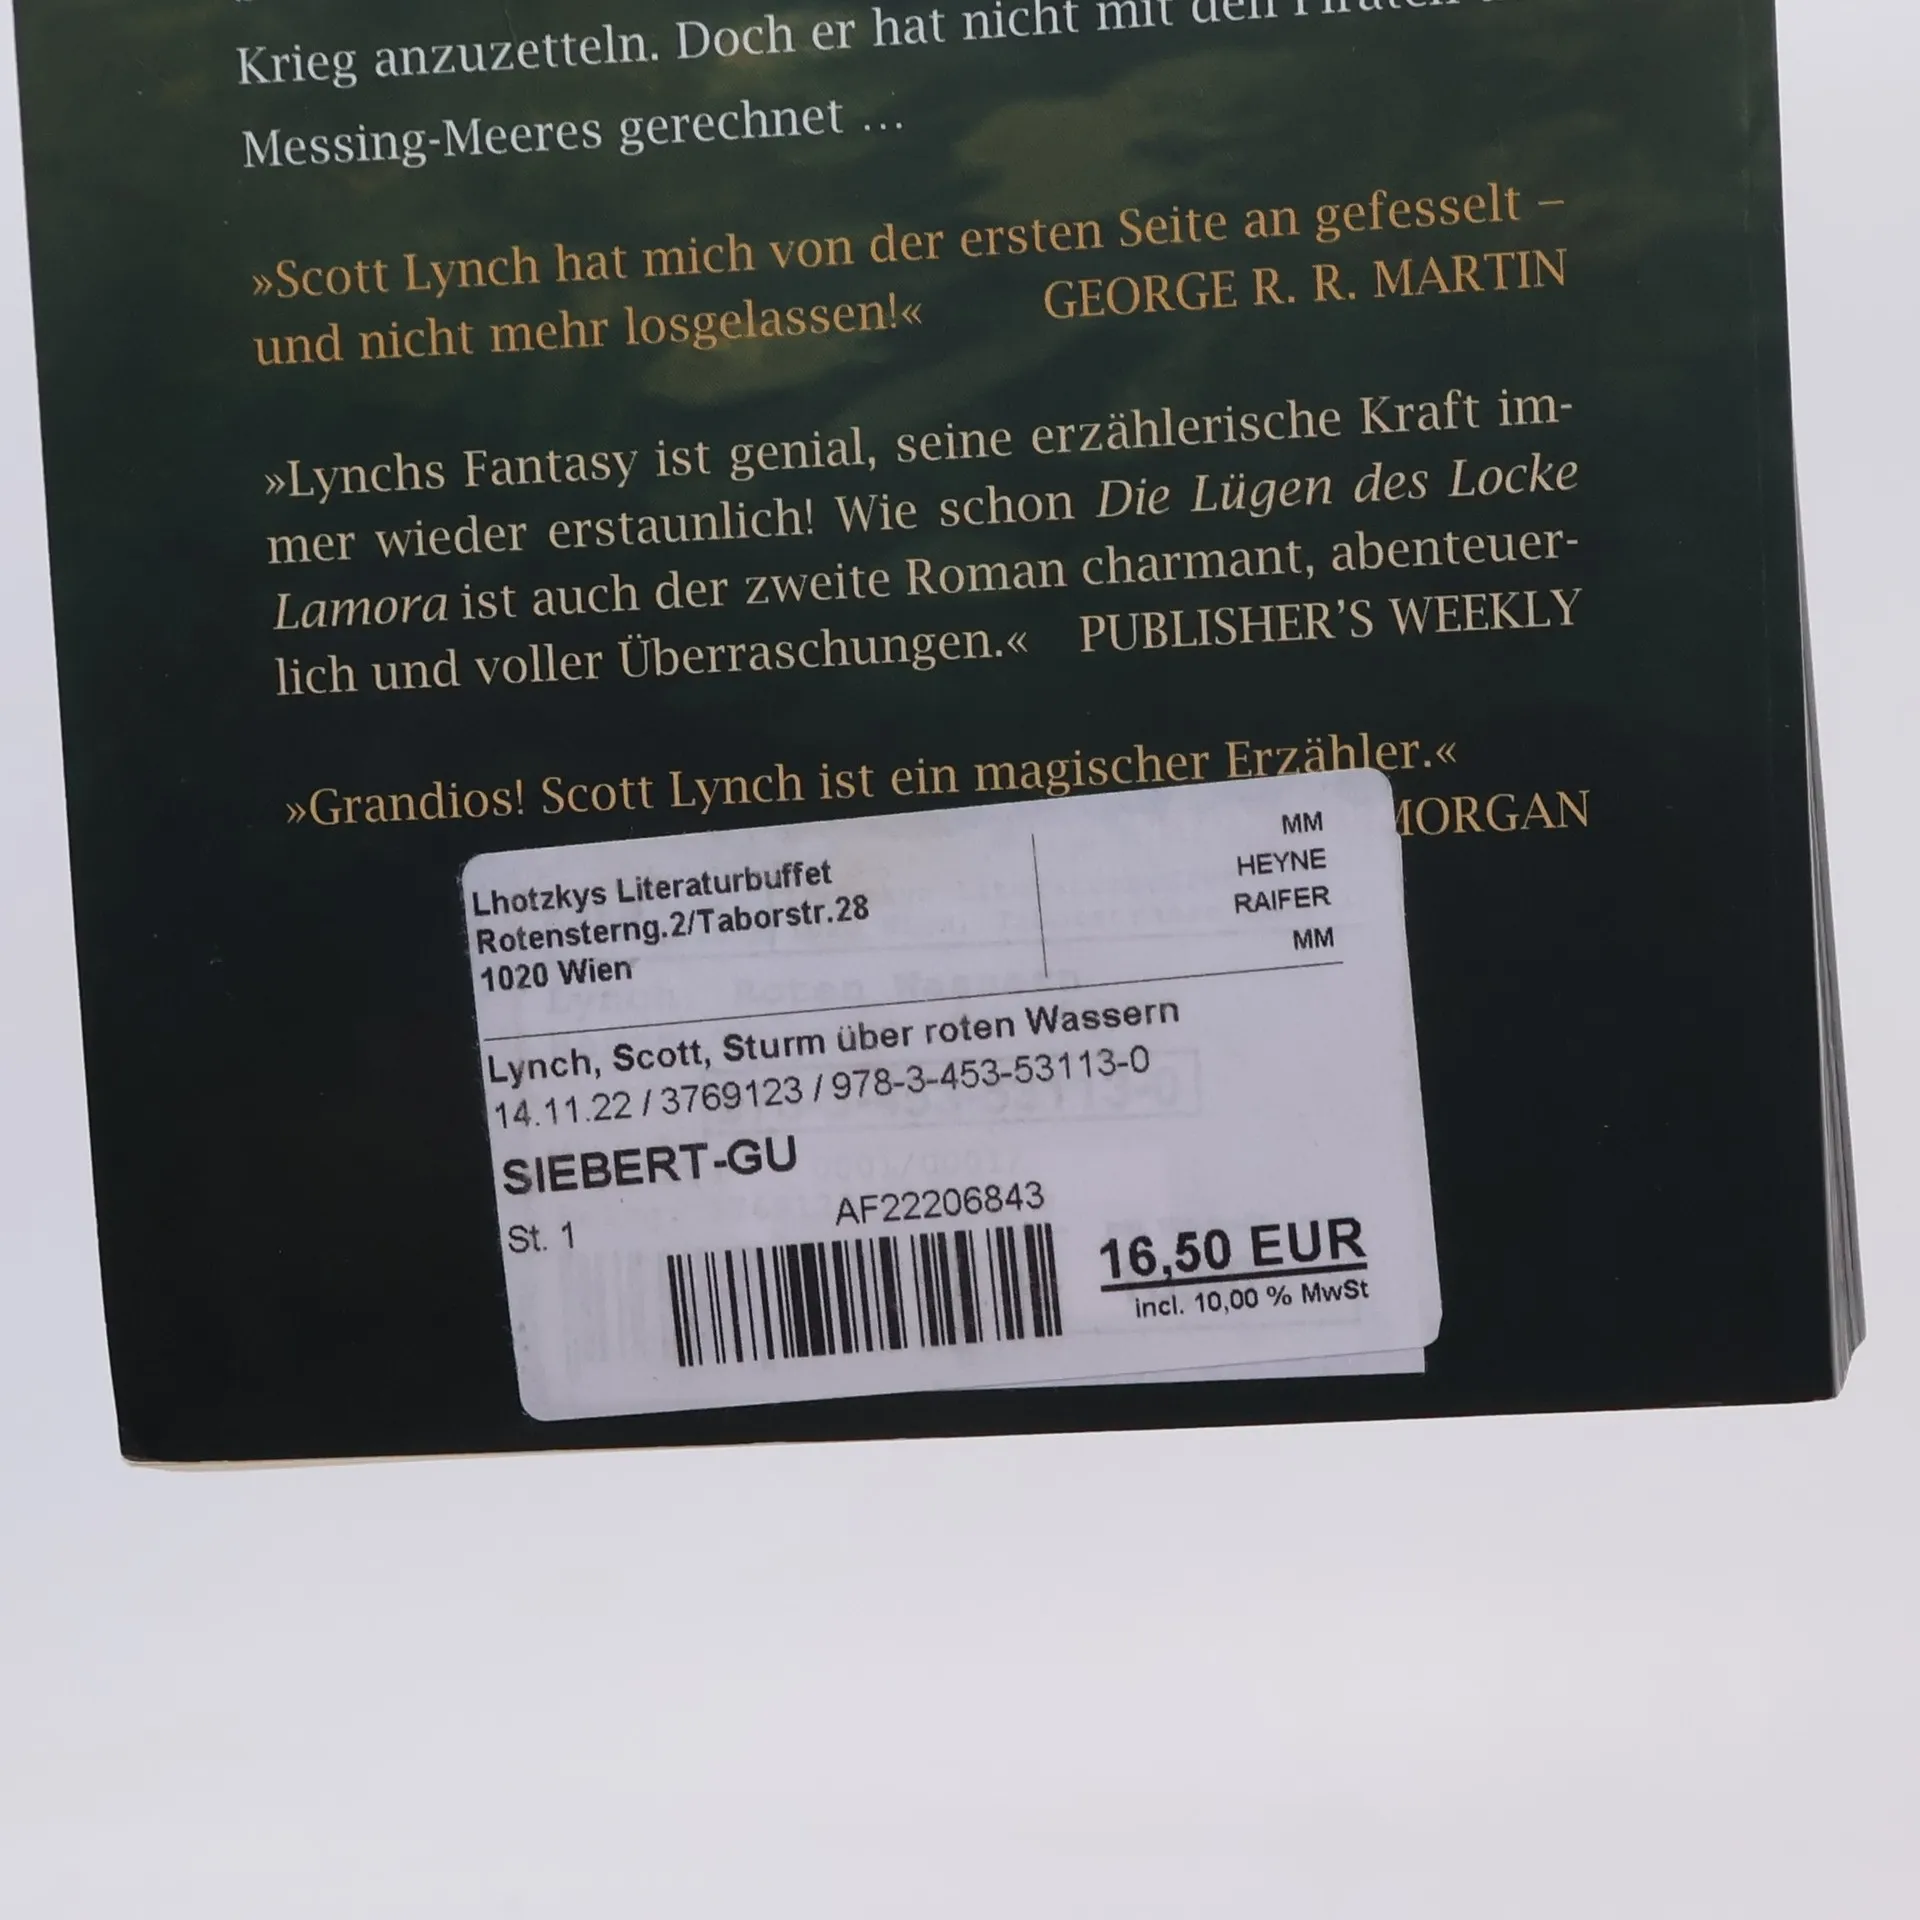 Krieg anzuzetteln. Doch er hat nicht mit den Piraten
Messing-Meeres gerechnet ...
»Scott Lynch hat mich von der ersten Seite an gefesselt –
und nicht mehr losgelassen!« GEORGE R. R. MARTIN
»Lynchs Fantasy ist genial, seine erzählerische Kraft im-
mer wieder erstaunlich! Wie schon Die Lügen des Locke
Lamora ist auch der zweite Roman charmant, abenteuer-
lich und voller Überraschungen.« PUBLISHER'S WEEKLY
»Grandios! Scott Lynch ist ein magischer Erzähler.«
MORGAN
Lhotzkys Literaturbuffet
Rotensterng.2/Taborstr.28
1020 Wien
MM
HEYNE
RAIFER
MM
Lynch, Scott, Sturm über roten Wassern
14.11.22 / 3769123 / 978-3-453-53113-0
SIEBERT-GU
AF22206843
St. 1
16,50 EUR
incl. 10,00 % MwSt